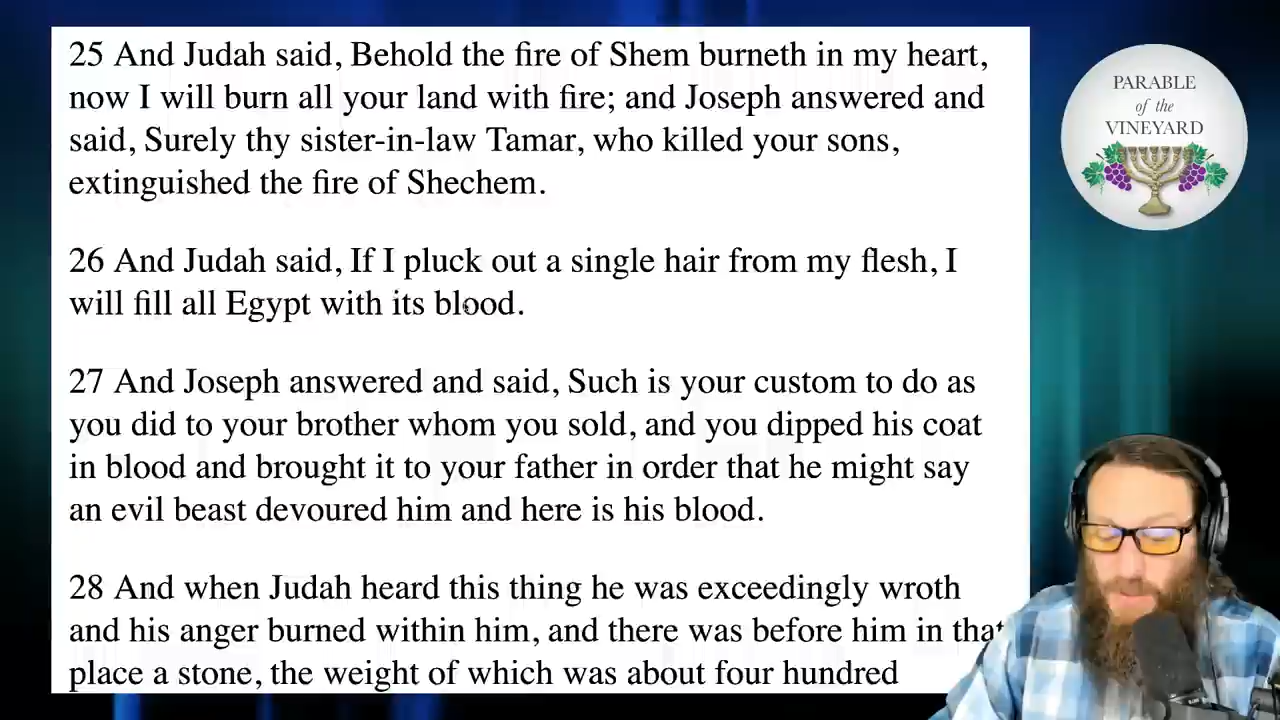 25 And Judah said, Behold the fire of Shem burneth in my heart,
now I will burn all your land with fire; and Joseph answered and
said, Surely thy sister-in-law Tamar, who killed your sons,
extinguished the fire of Shechem.
26 And Judah said, If I pluck out a single hair from my flesh, I
will fill all Egypt with its blood.
27 And Joseph answered and said, Such is your custom to do as
you did to your brother whom you sold, and you dipped his coat
in blood and brought it to your father in order that he might say
an evil beast devoured him and here is his blood.
28 And when Judah heard this thing he was exceedingly wroth
and his anger burned within him, and there was before him in that
place a stone, the weight of which was about four hundred
PARABLE
of the
VINEYARD